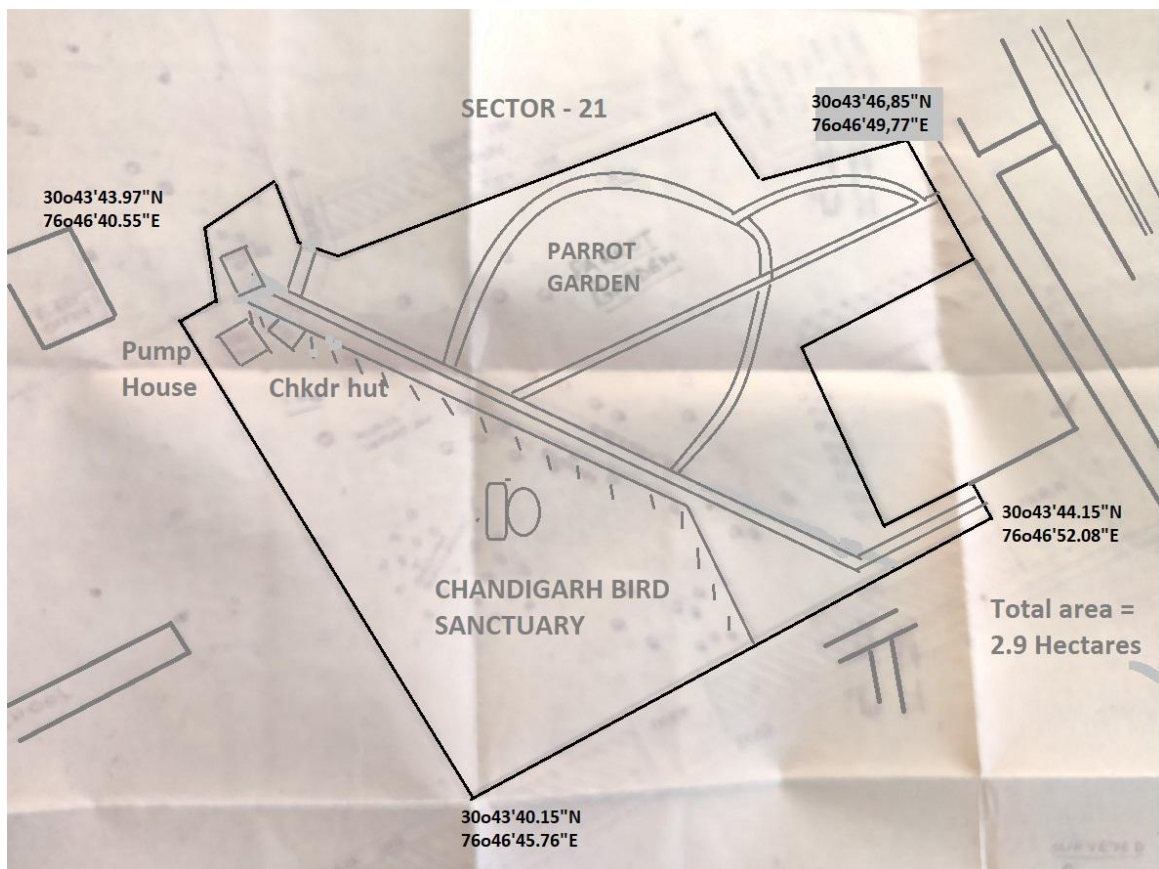 SECTOR - 21
30o43'46,85"N
76o46'49,77"E
30o43'43.97"N
76o46'40.55"E
PARROT
GARDEN
Pump
House
Chkdr hut
30o43'44.15"N
76o46'52.08"E
CHANDIGARH BIRD
SANCTUARY
Total area =
2.9 Hectares
30o43'40.15"N
76o46'45.76"E